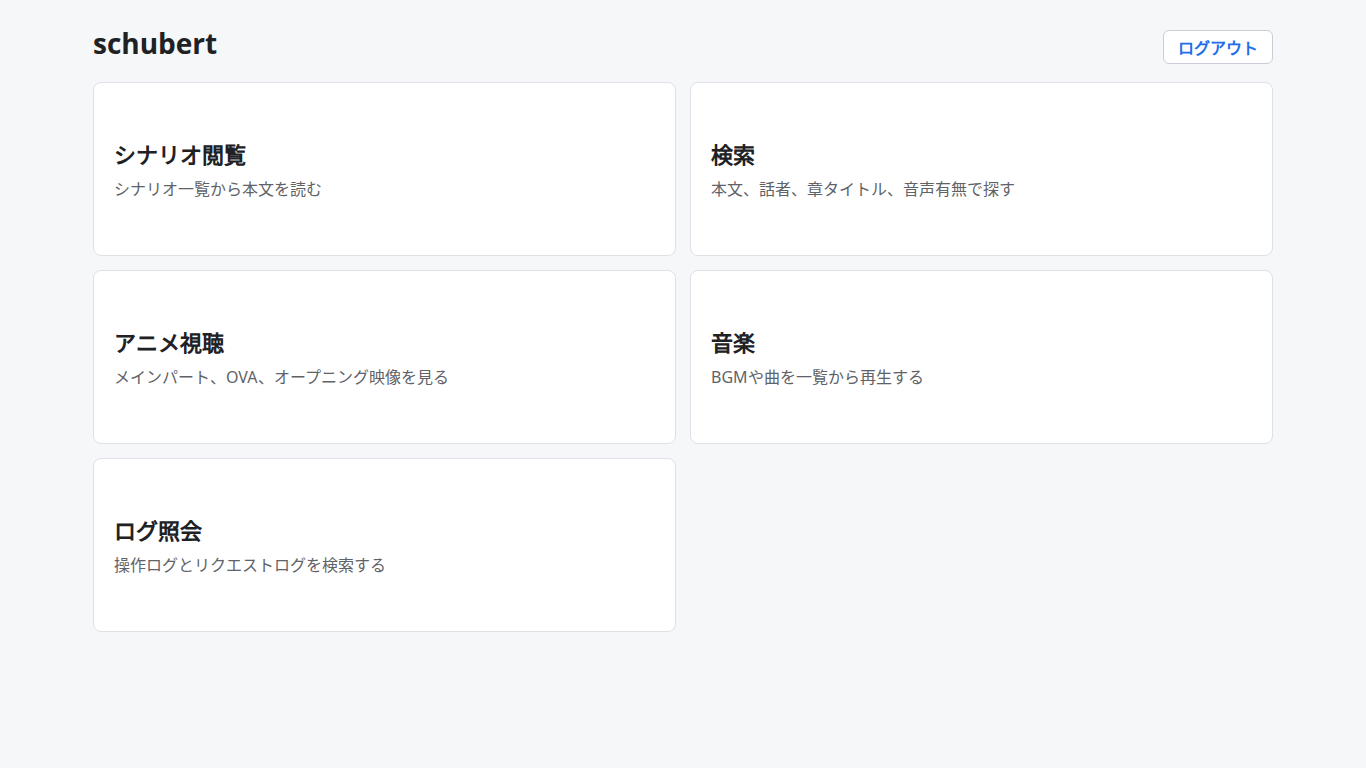 schubert
ログアウト
シナリオ閲覧
シナリオ一覧から本文を読む
検索
本文、話者、章タイトル、音声有無で探す
アニメ視聴
メインパート、OVA、オープニング映像を見る
音楽
BGMや曲を一覧から再生する
ログ照会
操作ログとリクエストログを検索する